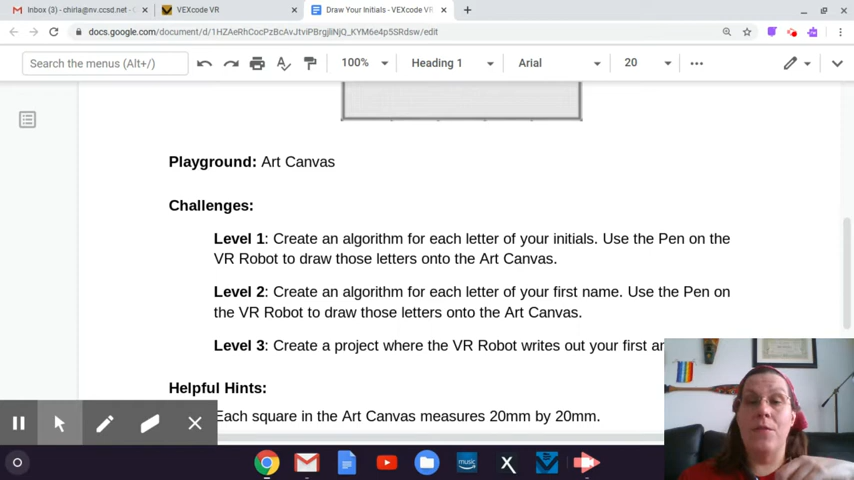 Inbox (3) - chirla@nv.ccsd.net - C
VEXcode VR
Draw Your Initials - VEXcode VR
docs.google.com/document/d/1HZAeRhCocPzBcAvJtviPBrgjliNjQ_KYM6e4p5SRdsw/edit
Search the menus (Alt+/)
100%
Heading 1
Arial
20
Playground: Art Canvas
Challenges:
Level 1: Create an algorithm for each letter of your initials. Use the Pen on the
VR Robot to draw those letters onto the Art Canvas.
Level 2: Create an algorithm for each letter of your first name. Use the Pen on
the VR Robot to draw those letters onto the Art Canvas.
Level 3: Create a project where the VR Robot writes out your first
Helpful Hints:
Each square in the Art Canvas measures 20mm by 20mm.
music